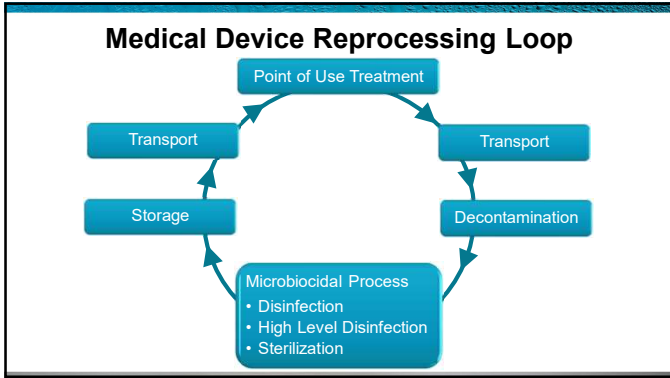 Medical Device Reprocessing Loop
Point of Use Treatment
Transport
Transport
Storage
Decontamination
Microbiocidal Process
• Disinfection
• High Level Disinfection
• Sterilization